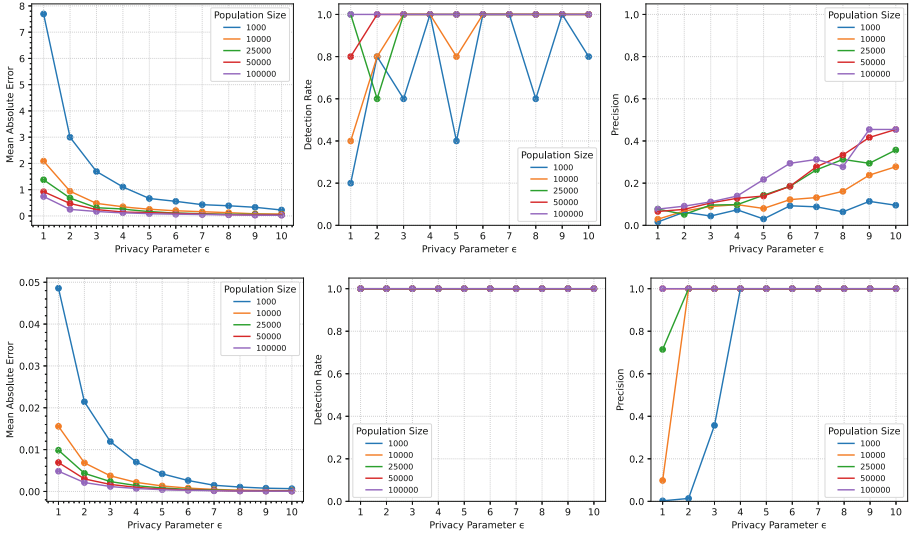 Mean Absolute Error
8
7
6
5
4
3
2
1
0
Population Size
1000
10000
25000
50000
100000
1 2 3 4 5 6 7 8 9 10
Privacy Parameter ϵ
Detection Rate
1.0
0.8
0.6
0.4
0.2
0.0
Population Size
1000
10000
25000
50000
100000
1 2 3 4 5 6 7 8 9 10
Privacy Parameter ϵ
Precision
1.0
0.8
0.6
0.4
0.2
0.0
Population Size
1000
10000
25000
50000
100000
1 2 3 4 5 6 7 8 9 10
Privacy Parameter ϵ
Mean Absolute Error
0.05
0.04
0.03
0.02
0.01
0.00
Population Size
1000
10000
25000
50000
100000
1 2 3 4 5 6 7 8 9 10
Privacy Parameter ϵ
Detection Rate
1.0
0.8
0.6
0.4
0.2
0.0
Population Size
1000
10000
25000
50000
100000
1 2 3 4 5 6 7 8 9 10
Privacy Parameter ϵ
Precision
1.0
0.8
0.6
0.4
0.2
0.0
Population Size
1000
10000
25000
50000
100000
1 2 3 4 5 6 7 8 9 10
Privacy Parameter ϵ